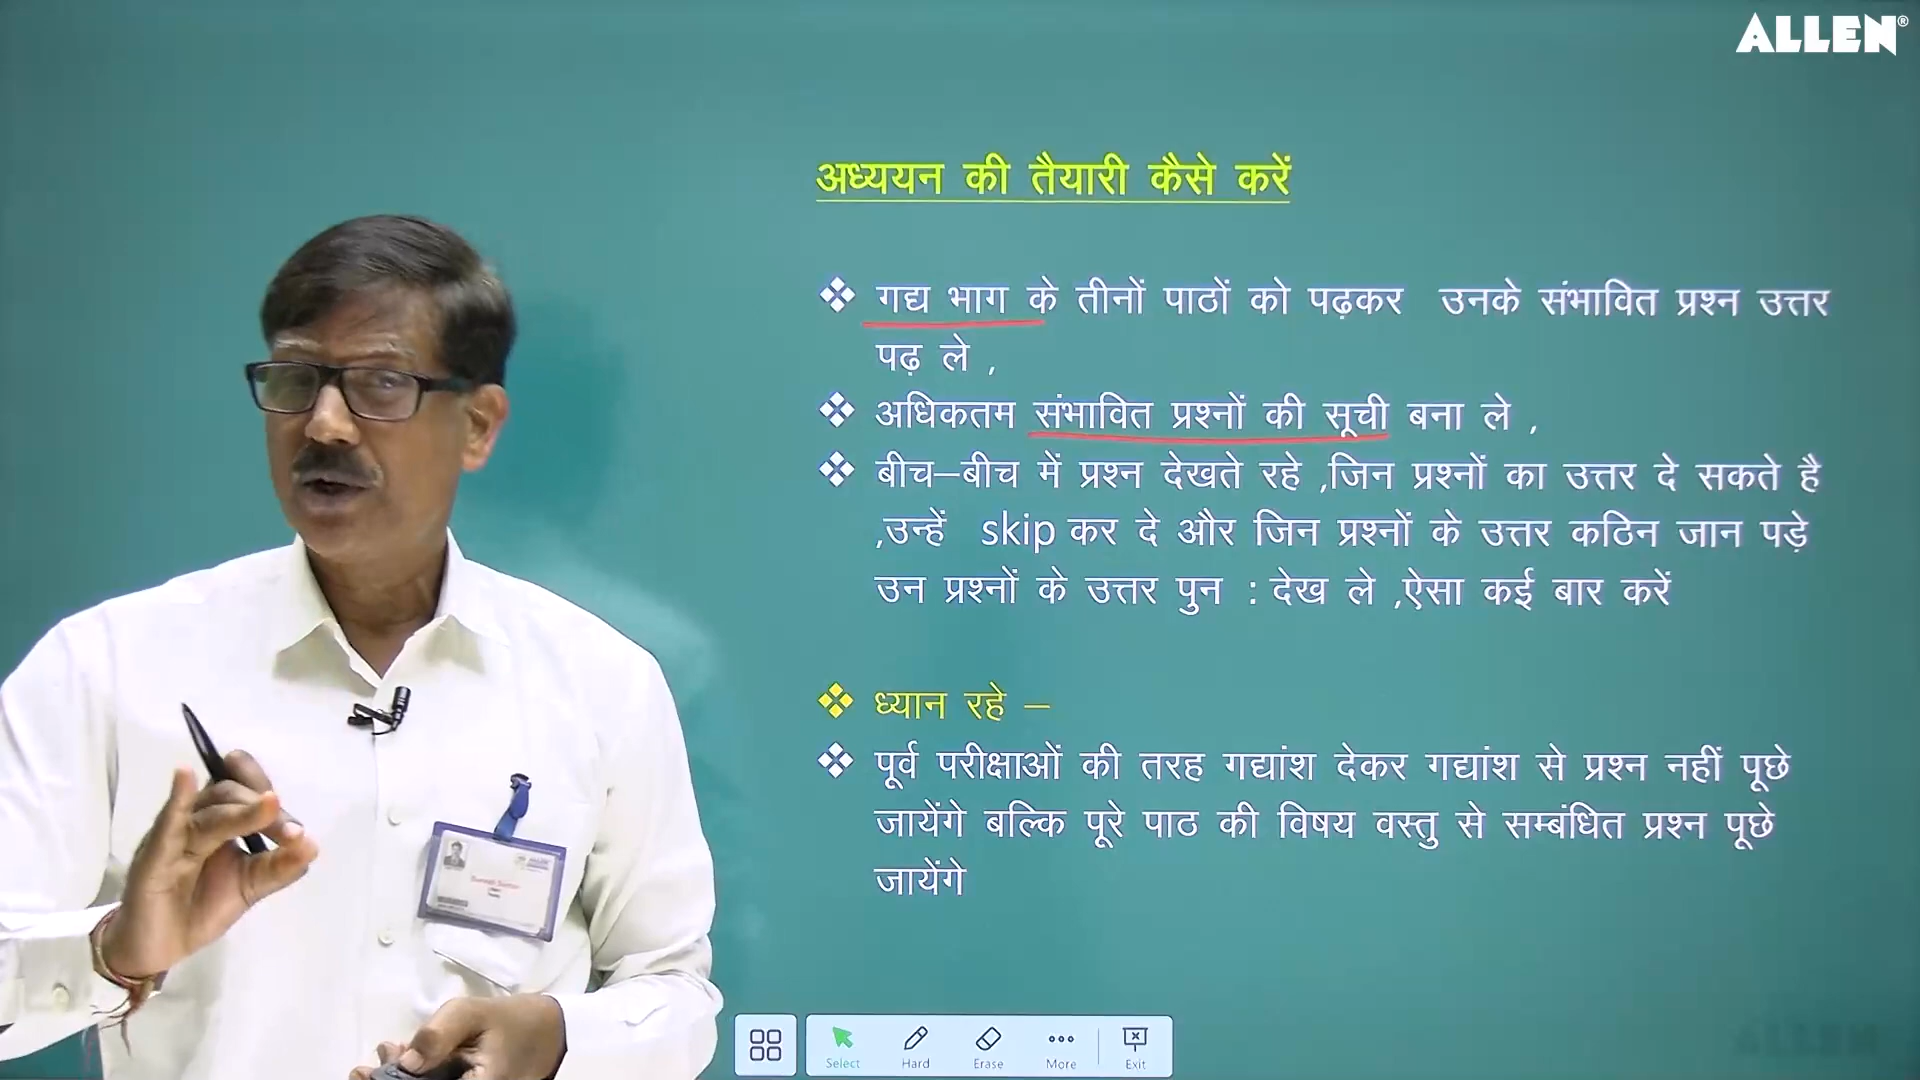 ALLEN®
अध्ययन की तैयारी कैसे करें
❖ गद्य भाग के तीनों पाठों को पढ़कर उनके संभावित प्रश्न उत्तर
पढ़ ले ,
❖ अधिकतम संभावित प्रश्नों की सूची बना ले ,
❖ बीच–बीच में प्रश्न देखते रहे ,जिन प्रश्नों का उत्तर दे सकते है
,उन्हें skip कर दे और जिन प्रश्नों के उत्तर कठिन जान पड़े
उन प्रश्नों के उत्तर पुन : देख ले ,ऐसा कई बार करें
❖ ध्यान रहे –
❖ पूर्व परीक्षाओं की तरह गद्यांश देकर गद्यांश से प्रश्न नहीं पूछे
जायेंगे बल्कि पूरे पाठ की विषय वस्तु से सम्बंधित प्रश्न पूछे
जायेंगे
ALLEN
Select Hard Erase More Exit